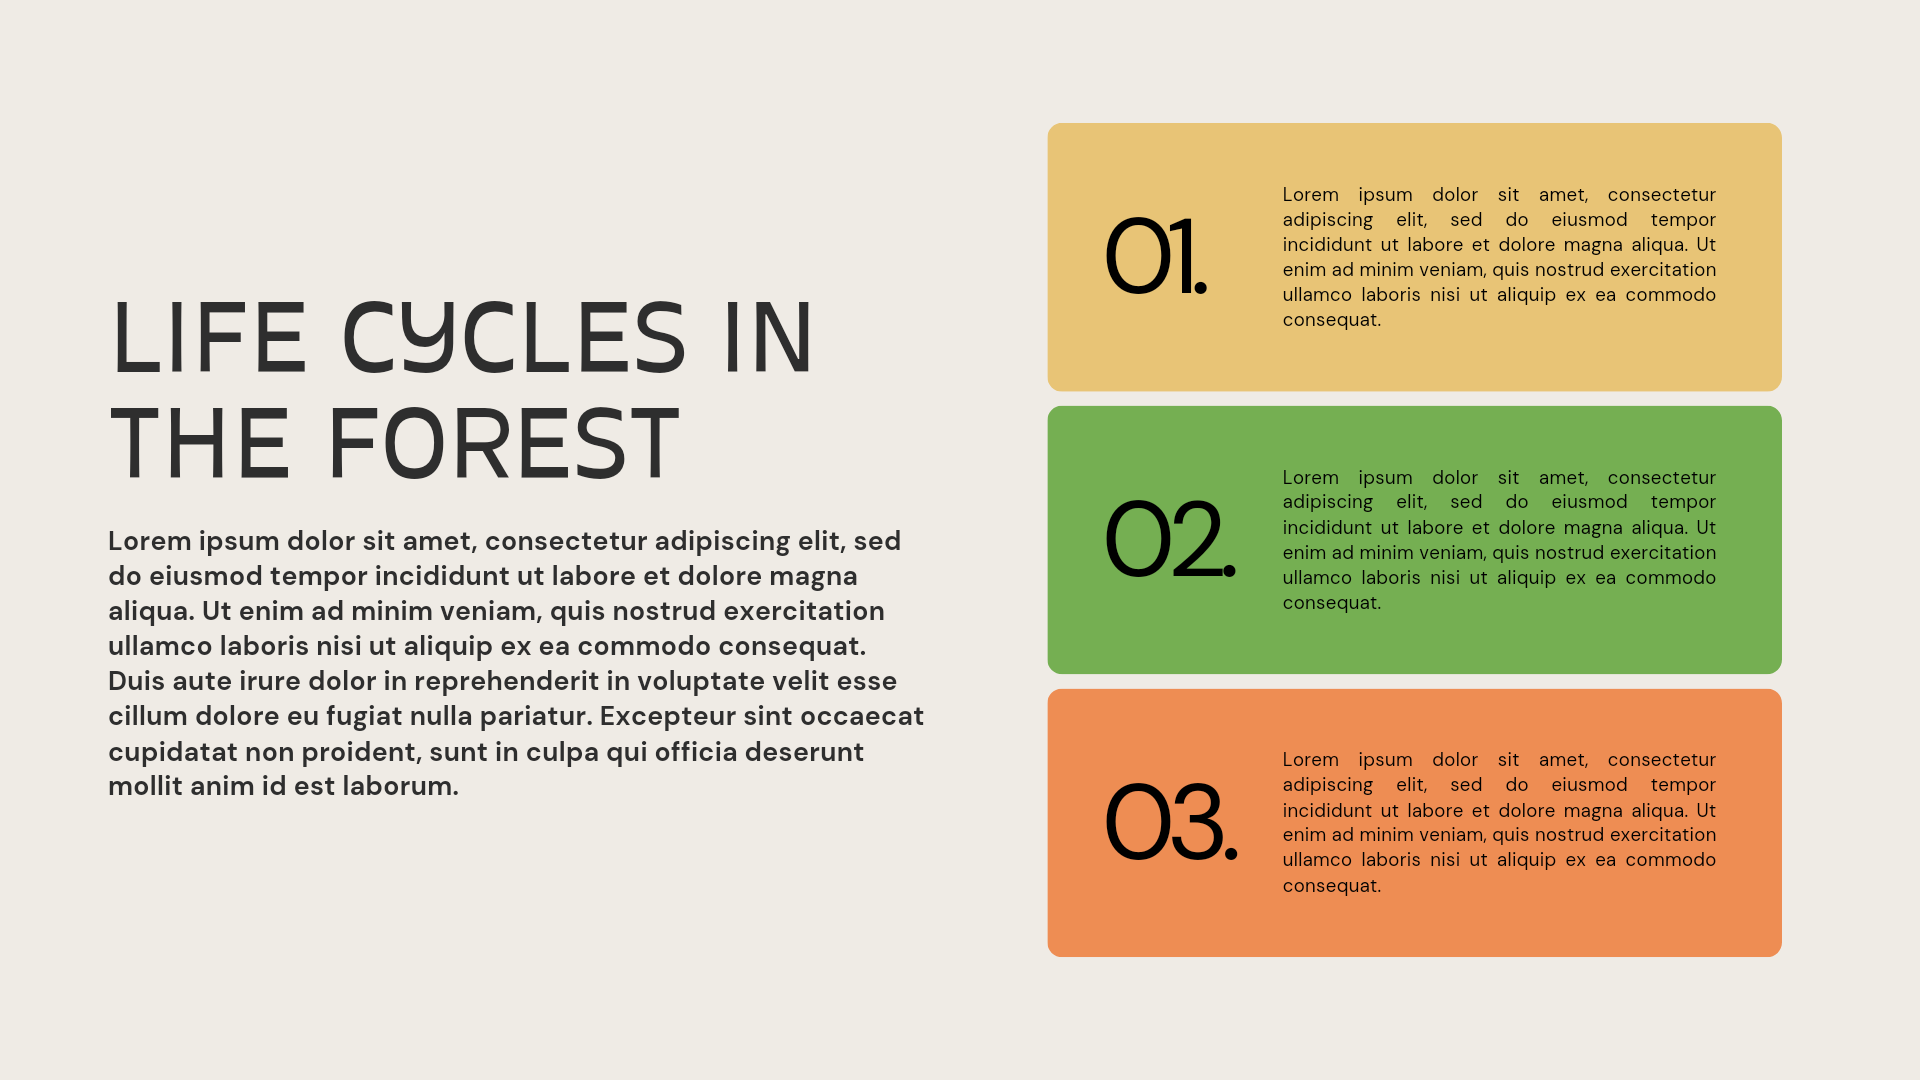 LIFE CYCLES IN
THE FOREST
Lorem ipsum dolor sit amet, consectetur adipiscing elit, sed
do eiusmod tempor incididunt ut labore et dolore magna
aliqua. Ut enim ad minim veniam, quis nostrud exercitation
ullamco laboris nisi ut aliquip ex ea commodo consequat.
Duis aute irure dolor in reprehenderit in voluptate velit esse
cillum dolore eu fugiat nulla pariatur. Excepteur sint occaecat
cupidatat non proident, sunt in culpa qui officia deserunt
mollit anim id est laborum.
01.
Lorem ipsum dolor sit amet, consectetur
adipiscing elit, sed do eiusmod tempor
incididunt ut labore et dolore magna aliqua. Ut
enim ad minim veniam, quis nostrud exercitation
ullamco laboris nisi ut aliquip ex ea commodo
consequat.
02.
Lorem ipsum dolor sit amet, consectetur
adipiscing elit, sed do eiusmod tempor
incididunt ut labore et dolore magna aliqua. Ut
enim ad minim veniam, quis nostrud exercitation
ullamco laboris nisi ut aliquip ex ea commodo
consequat.
03.
Lorem ipsum dolor sit amet, consectetur
adipiscing elit, sed do eiusmod tempor
incididunt ut labore et dolore magna aliqua. Ut
enim ad minim veniam, quis nostrud exercitation
ullamco laboris nisi ut aliquip ex ea commodo
consequat.